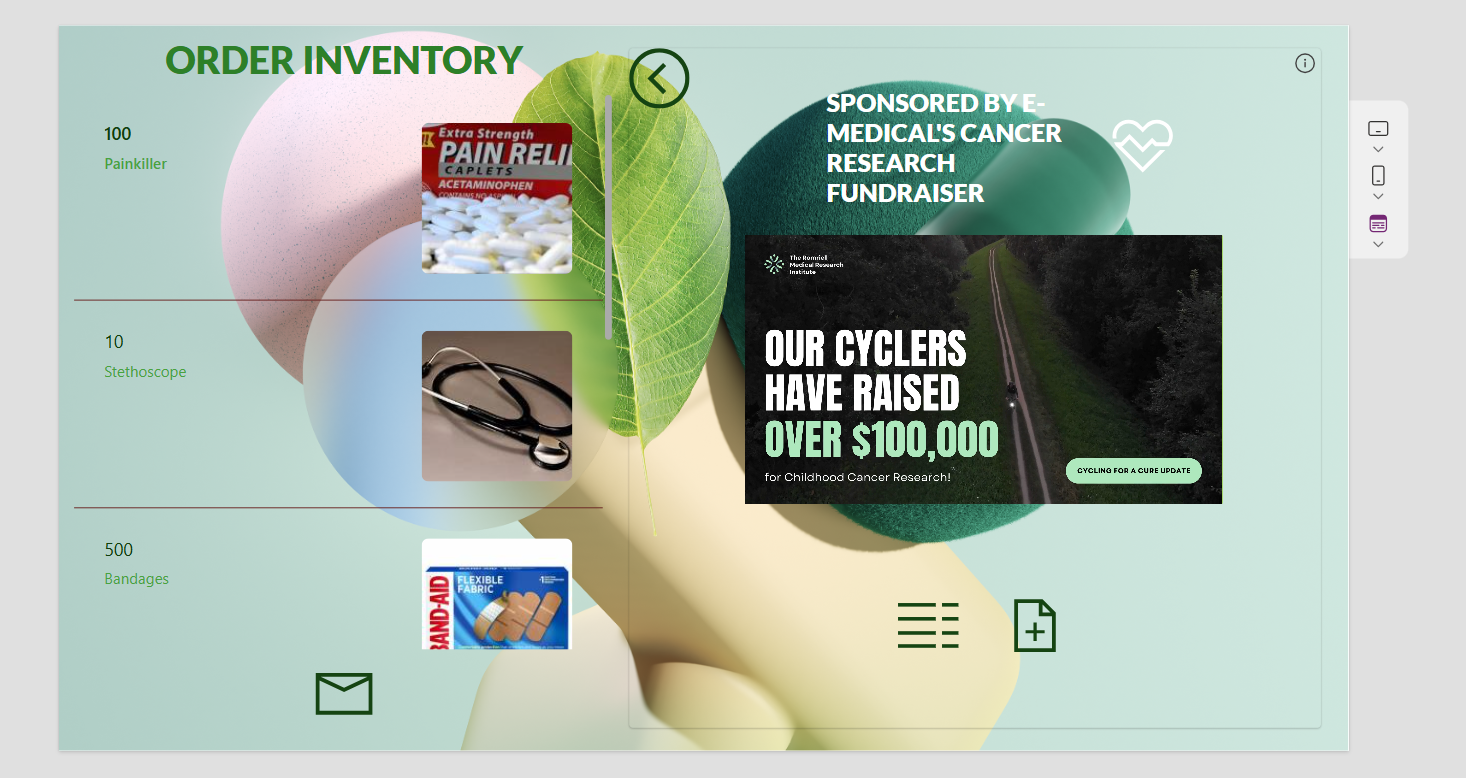 ORDER INVENTORY
100
Painkiller
Extra Strength
PAIN RELI
CAPLETS
ACETAMINOPHEN
10
Stethoscope
500
Bandages
BAND-AID
FLEXIBLE
FABRIC
SPONSORED BY E-
MEDICAL'S CANCER
RESEARCH
FUNDRAISER
The Romriell
Medical Research
Institute
OUR CYCLERS
HAVE RAISED
OVER $100,000
for Childhood Cancer Research!
CYCLING FOR A CURE UPDATE